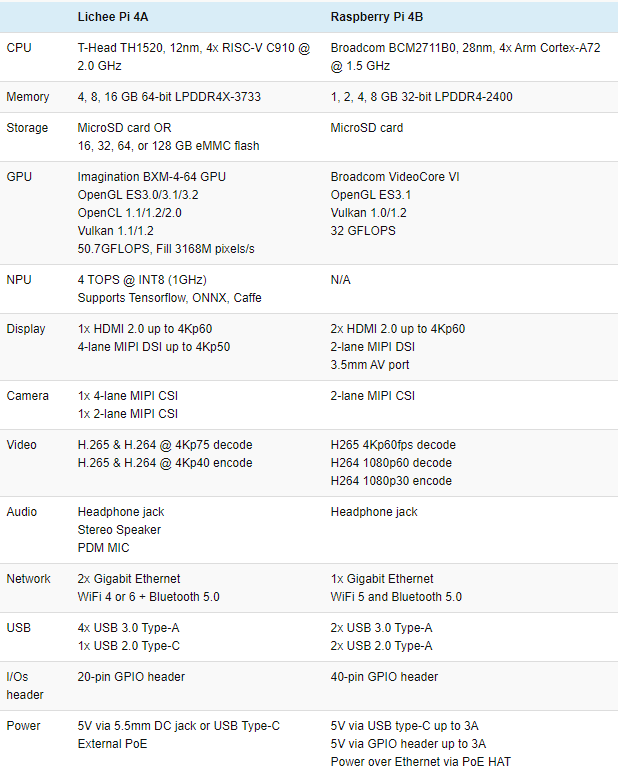 Lichee Pi 4A Raspberry Pi 4B
CPU T-Head TH1520, 12nm, 4x RISC-V C910 @ Broadcom BCM2711B0, 28nm, 4x Arm Cortex-A72
2.0 GHz @ 1.5 GHz
Memory 4, 8, 16 GB 64-bit LPDDR4X-3733 1, 2, 4, 8 GB 32-bit LPDDR4-2400
Storage MicroSD card OR MicroSD card
16, 32, 64, or 128 GB eMMC flash
GPU Imagination BXM-4-64 GPU Broadcom VideoCore VI
OpenGL ES3.0/3.1/3.2 OpenGL ES3.1
OpenCL 1.1/1.2/2.0 Vulkan 1.0/1.2
Vulkan 1.1/1.2 32 GFLOPS
50.7GFLOPS, Fill 3168M pixels/s
NPU 4 TOPS @ INT8 (1GHz) N/A
Supports Tensorflow, ONNX, Caffe
Display 1x HDMI 2.0 up to 4Kp60 2x HDMI 2.0 up to 4Kp60
4-lane MIPI DSI up to 4Kp50 2-lane MIPI DSI
3.5mm AV port
Camera 1x 4-lane MIPI CSI 2-lane MIPI CSI
1x 2-lane MIPI CSI
Video H.265 & H.264 @ 4Kp75 decode H265 4Kp60fps decode
H.265 & H.264 @ 4Kp40 encode H264 1080p60 decode
H264 1080p30 encode
Audio Headphone jack Headphone jack
Stereo Speaker
PDM MIC
Network 2x Gigabit Ethernet 1x Gigabit Ethernet
WiFi 4 or 6 + Bluetooth 5.0 WiFi 5 and Bluetooth 5.0
USB 4x USB 3.0 Type-A 2x USB 3.0 Type-A
1x USB 2.0 Type-C 2x USB 2.0 Type-A
I/Os 20-pin GPIO header 40-pin GPIO header
header
Power 5V via 5.5mm DC jack or USB Type-C 5V via USB type-C up to 3A
External PoE 5V via GPIO header up to 3A
Power over Ethernet via PoE HAT